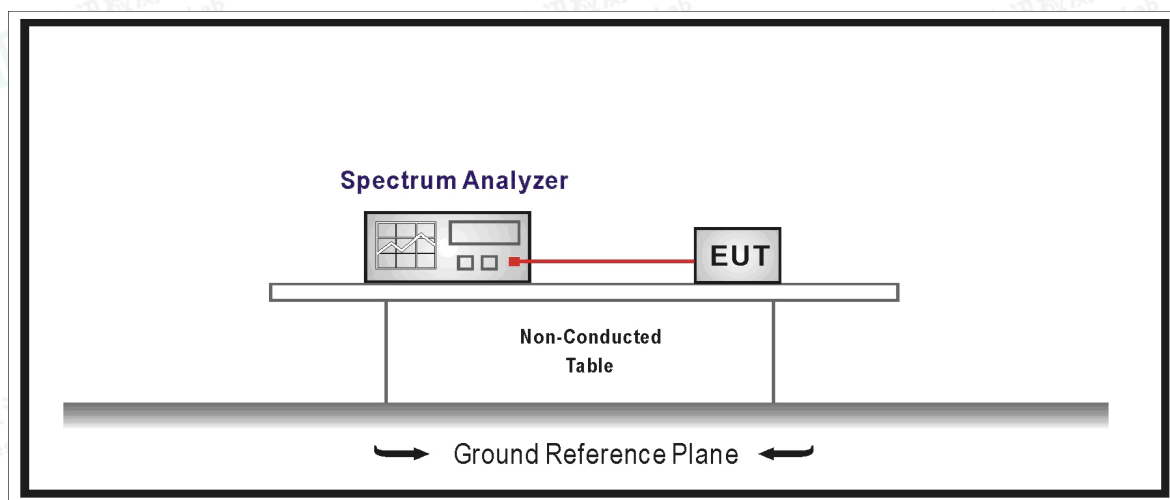 Spectrum Analyzer
EUT
Non-Conducted
Table
Ground Reference Plane